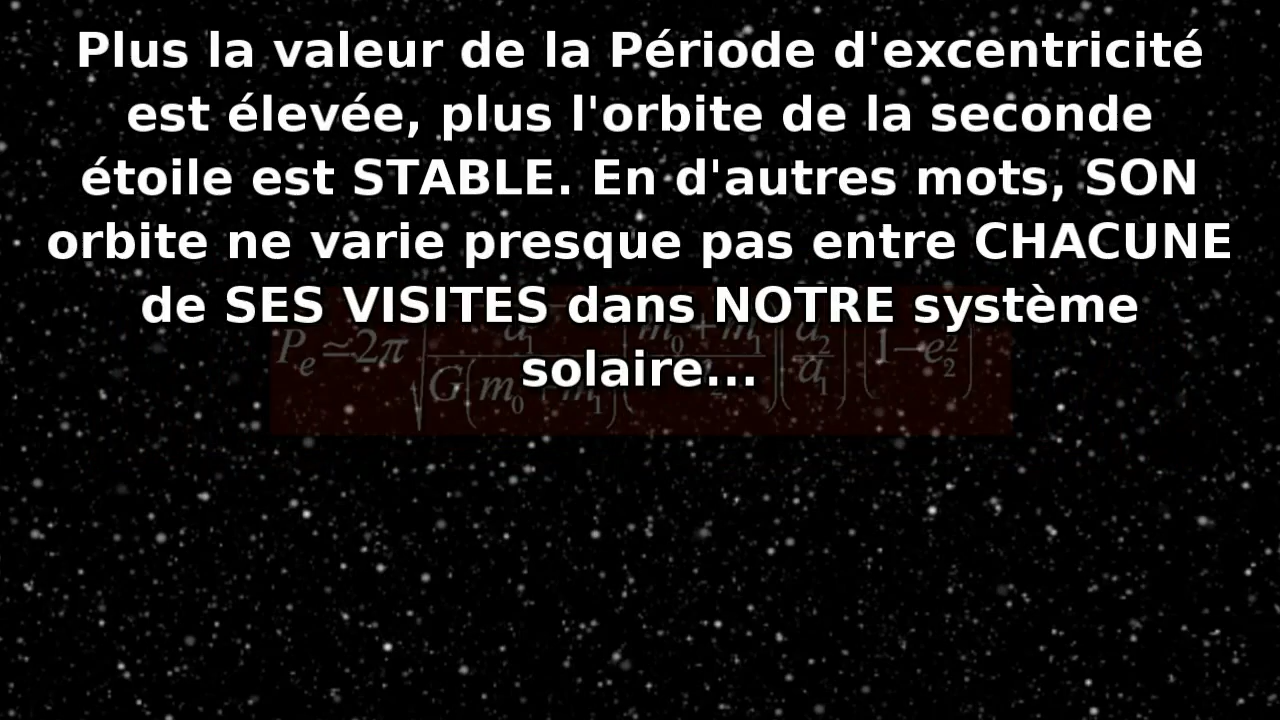 Plus la valeur de la Période d'excentricité
est élevée, plus l'orbite de la seconde
étoile est STABLE. En d'autres mots, SON
orbite ne varie presque pas entre CHACUNE
de SES VISITES dans NOTRE système
solaire...